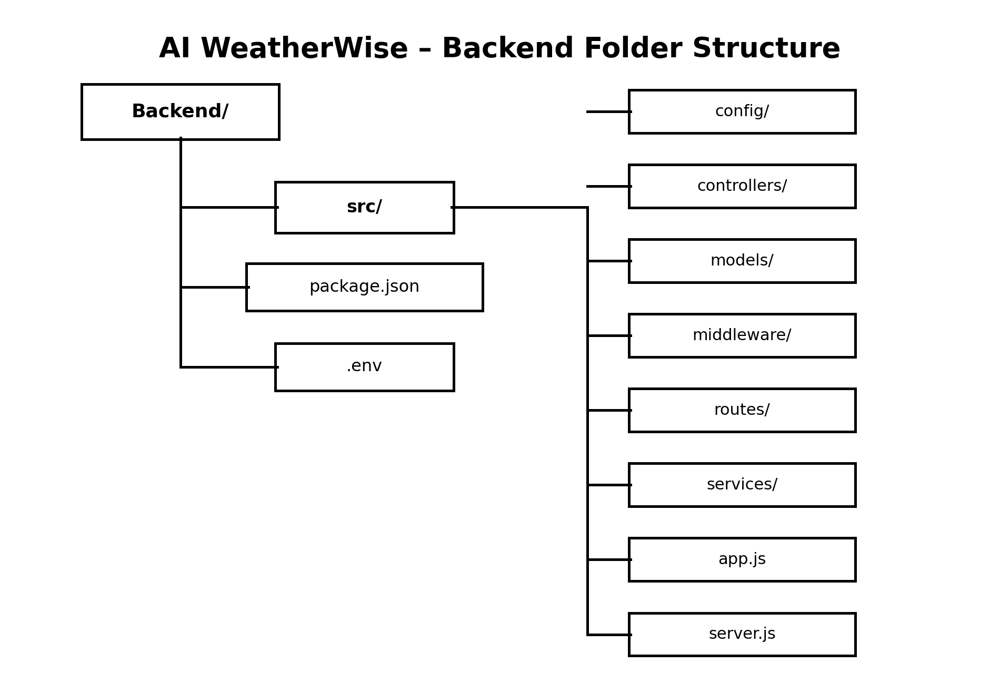 AI WeatherWise – Backend Folder Structure
Backend/
src/
package.json
.env
config/
controllers/
models/
middleware/
routes/
services/
app.js
server.js